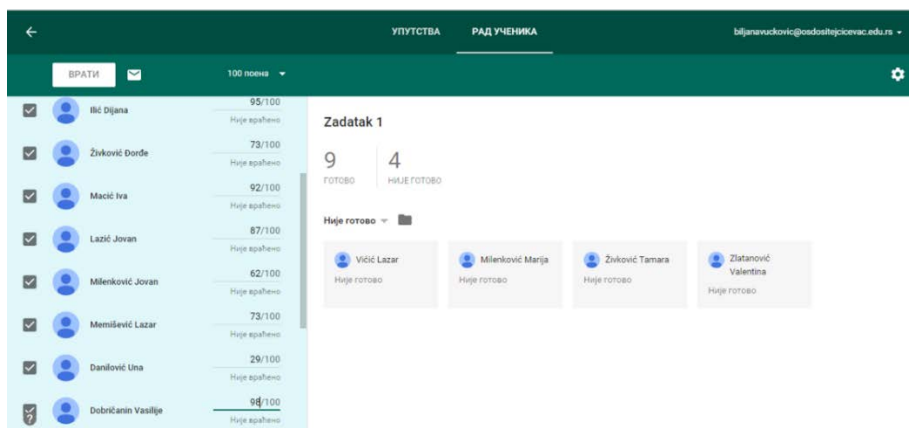 УПУТСТВА РАД УЧЕНИКА biljanavuckovic@osdositejcicevac.edu.rs
ВРАТИ 100 поена
Ilić Dijana 95/100
Није враћено
Živković Đorđe 73/100
Није враћено
Macić Iva 92/100
Није враћено
Lazić Jovan 87/100
Није враћено
Milenković Jovan 62/100
Није враћено
Memišević Lazar 73/100
Није враћено
Danilović Una 29/100
Није враћено
Dobričanin Vasilije 98/100
Није враћено
Zadatak 1
9 4
ГОТОВО НИЈЕ ГОТОВО
Није готово
Vičić Lazar
Није готово
Milenković Marija
Није готово
Živković Tamara
Није готово
Zlatanović
Valentina
Није готово